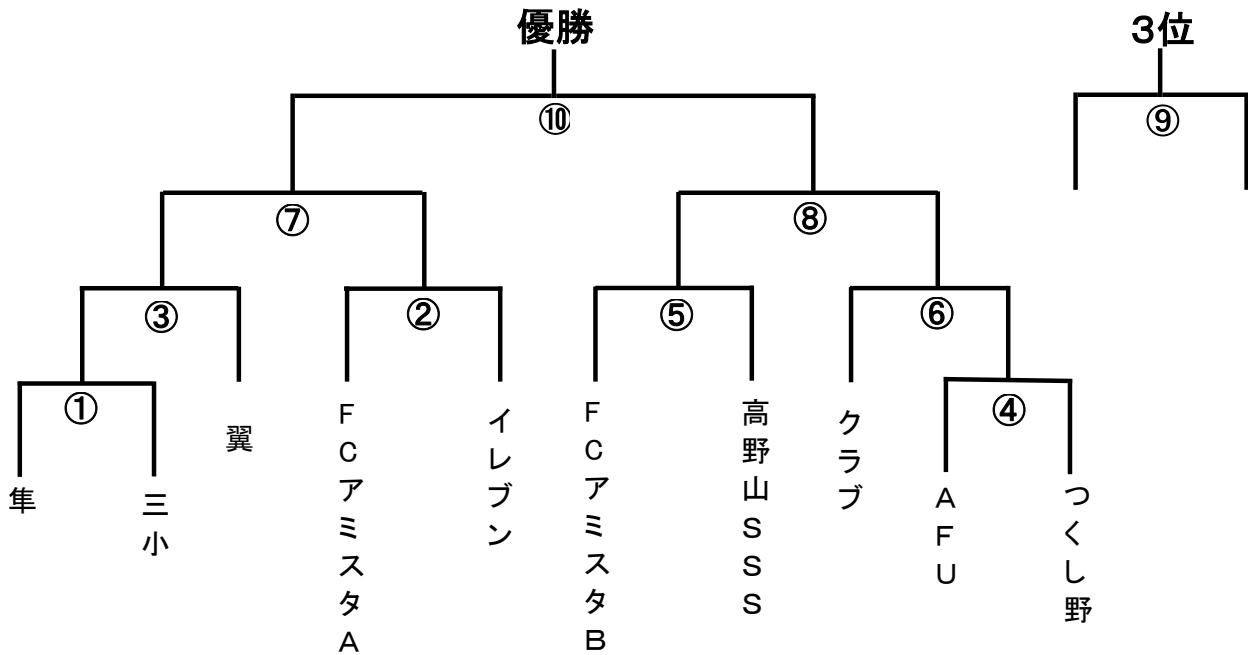 優勝
3位
⑩
⑨
⑦
⑧
③
②
⑤
⑥
①
④
隼
三小
翼
FCアミスタA
イレブン
FCアミスタB
高野山SSS
クラブ
AFU
つくし野